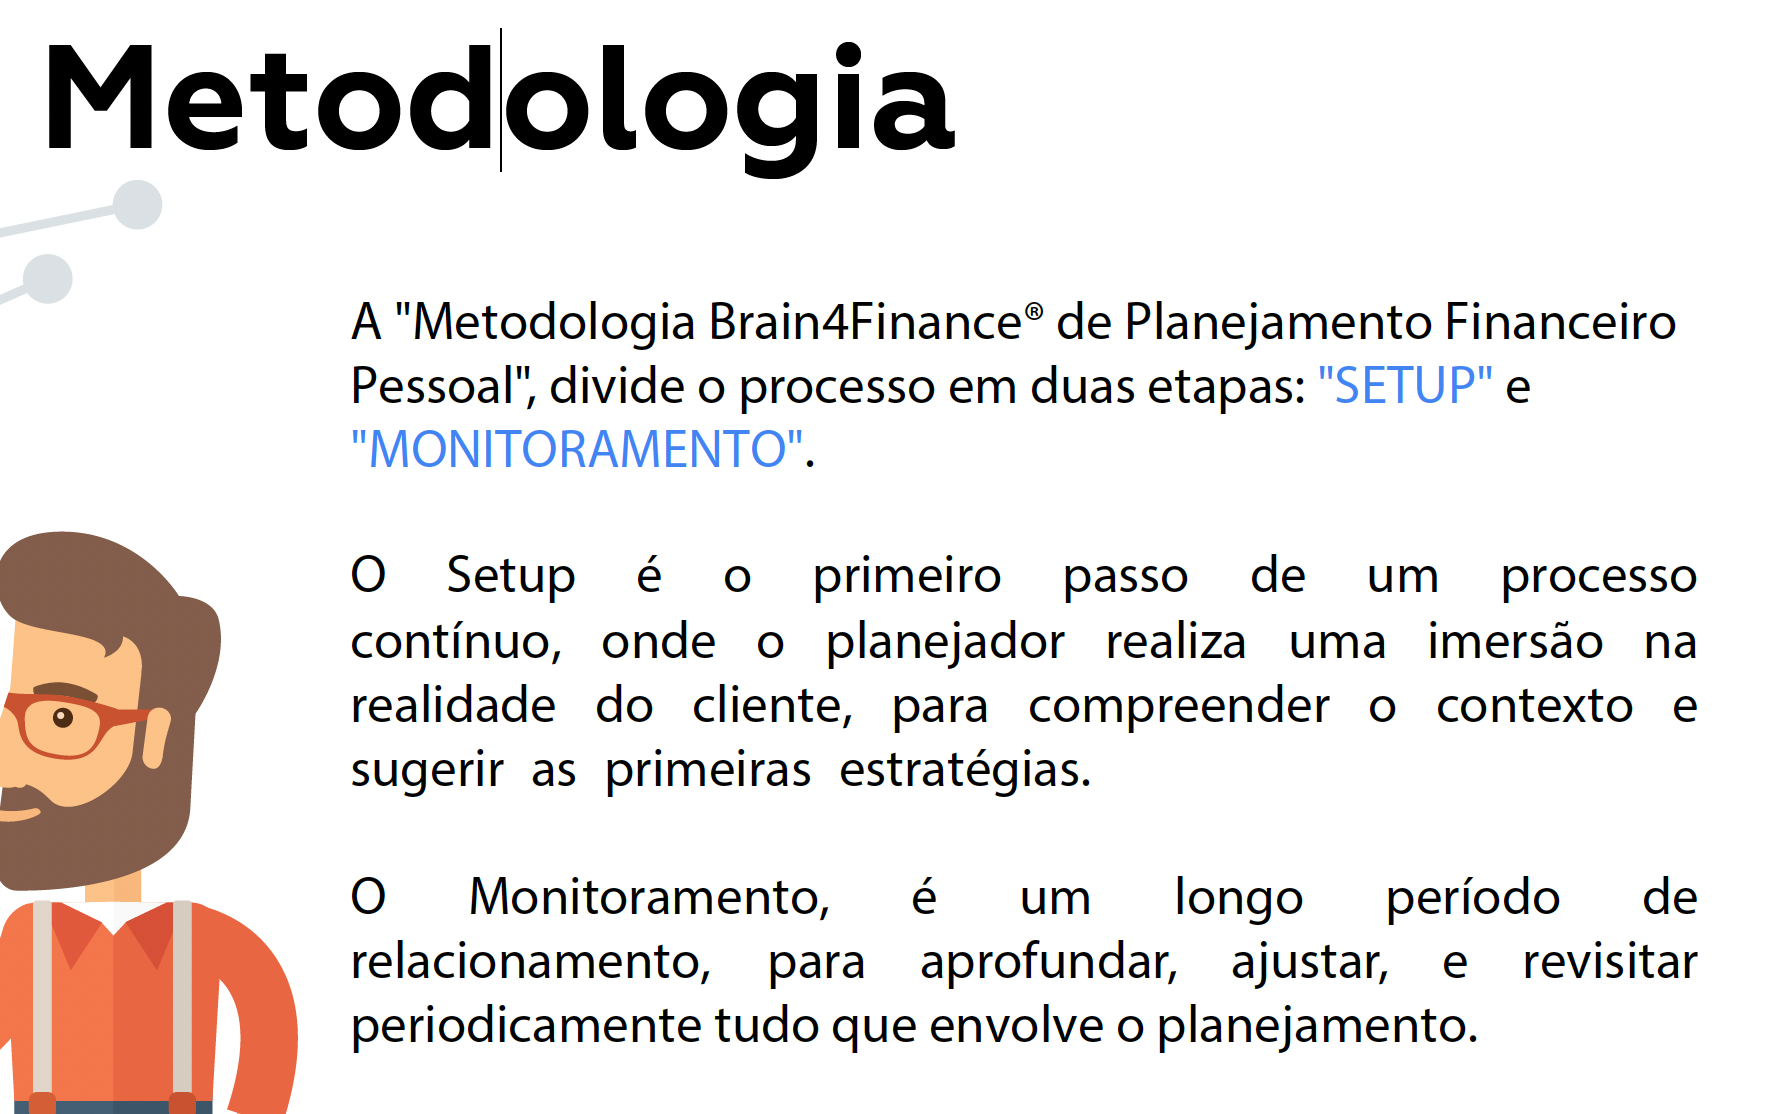 Metodologia
A "Metodologia Brain4Finance® de Planejamento Financeiro
Pessoal", divide o processo em duas etapas: "SETUP" e
"MONITORAMENTO".
O Setup é o primeiro passo de um processo
contínuo, onde o planejador realiza uma imersão na
realidade do cliente, para compreender o contexto e
sugerir as primeiras estratégias.
O Monitoramento, é um longo período de
relacionamento, para aprofundar, ajustar, e revisitar
periodicamente tudo que envolve o planejamento.